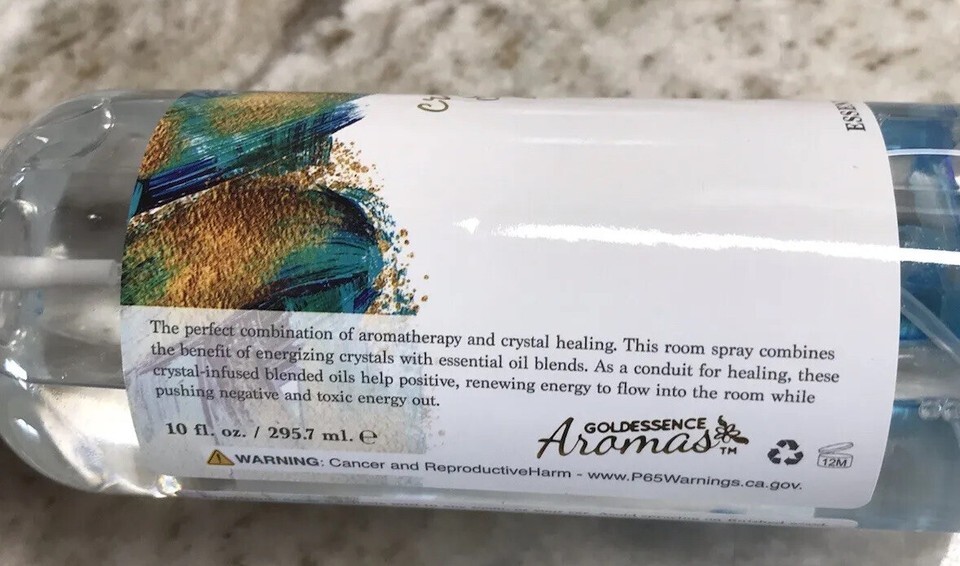 The perfect combination of aromatherapy and crystal healing. This room spray combines
the benefit of energizing crystals with essential oil blends. As a conduit for healing, these
crystal-infused blended oils help positive, renewing energy to flow into the room while
pushing negative and toxic energy out.
10 fl. oz. / 295.7 ml. ℮
GOLDESSENCE
Aromas™
12M
WARNING: Cancer and ReproductiveHarm - www.P65Warnings.ca.gov.